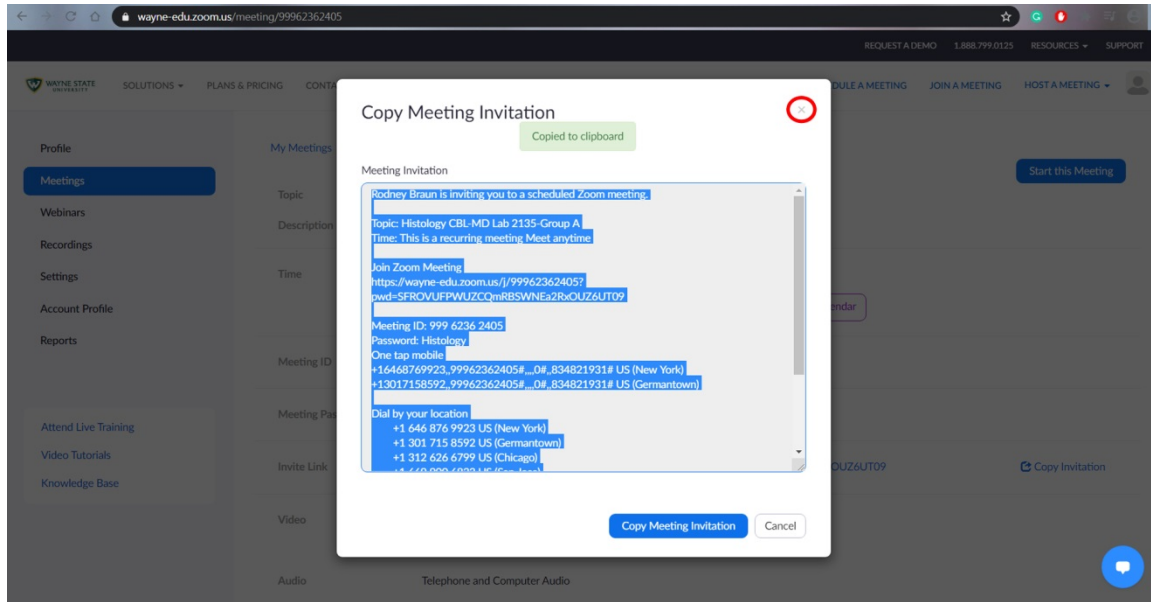 wayne-edu.zoom.us/meeting/99962362405
REQUEST A DEMO 1.888.799.0125 RESOURCES SUPPORT
WAYNE STATE
UNIVERSITY
SOLUTIONS PLANS & PRICING CONTA
DULE A MEETING JOIN A MEETING HOST A MEETING
Profile
Meetings
Webinars
Recordings
Settings
Account Profile
Reports
Attend Live Training
Video Tutorials
Knowledge Base
My Meetings
Start this Meeting
Topic
Description
Time
endar
Meeting ID
Meeting Pas
Invite Link
OUZ6UT09
Copy Invitation
Video
Audio
Telephone and Computer Audio
Copy Meeting Invitation
×
Copied to clipboard
Meeting Invitation
Rodney Braun is inviting you to a scheduled Zoom meeting.
Topic: Histology CBL-MD Lab 2135-Group A
Time: This is a recurring meeting Meet anytime
Join Zoom Meeting
https://wayne-edu.zoom.us/j/99962362405?
pwd=SFROVUFPWUZCQmRBSWNEa2RxOUZ6UT09
Meeting ID: 999 6236 2405
Password: Histology
One tap mobile
+16468769923,,99962362405#,,,,0#,,834821931# US (New York)
+13017158592,,99962362405#,,,,0#,,834821931# US (Germantown)
Dial by your location
+1 646 876 9923 US (New York)
+1 301 715 8592 US (Germantown)
+1 312 626 6799 US (Chicago)
Copy Meeting Invitation
Cancel